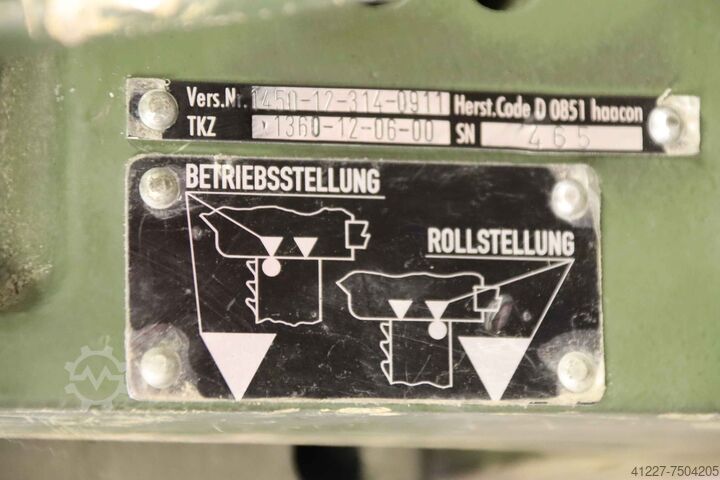 Vers.Nr. 1450-12-314-0911 Herst.Code D 0851 haacon
TKZ 1360-12-06-00 SN 465
BETRIEBSSTELLUNG
ROLLSTELLUNG
41227-7504205